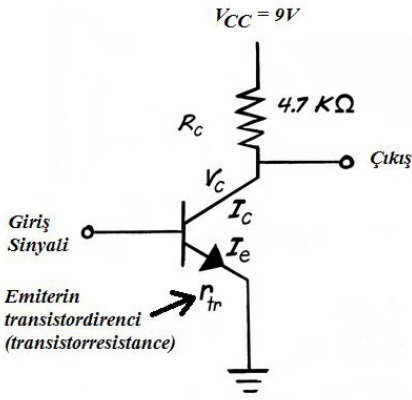 VCC = 9V
4.7 KΩ
Rc
Çıkış
Vc
Ic
Giriş
Sinyali
Ie
Emiterin
transistordirenci
(transistorresistance)
rtr